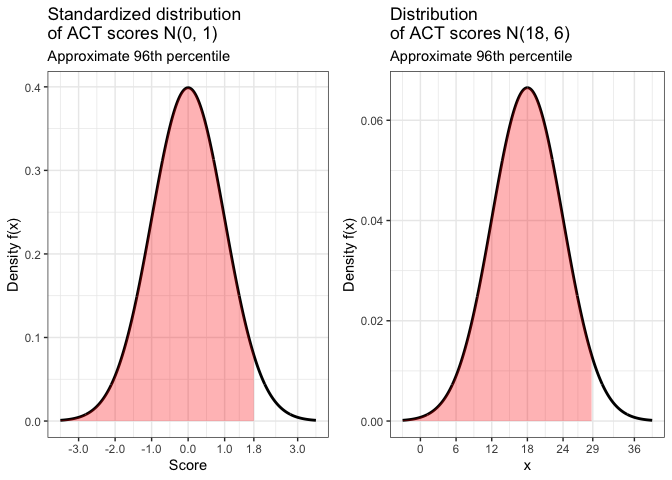 Standardized distribution
of ACT scores N(0, 1)
Approximate 96th percentile
Density f(x)
0.4
0.3
0.2
0.1
0.0
-3.0 -2.0 -1.0 0.0 1.0 1.8 3.0
Score
Distribution
of ACT scores N(18, 6)
Approximate 96th percentile
Density f(x)
0.06
0.04
0.02
0.00
0 6 12 18 24 29 36
x